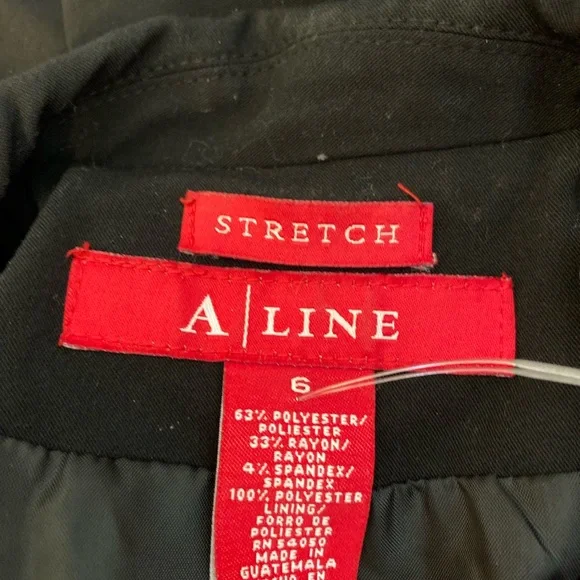 STRETCH
A|LINE
6
63% POLYESTER/
POLIESTER
33% RAYON/
RAYON
4% SPANDEX/
SPANDEX
100% POLYESTER
LINING/
FORRO DE
POLIESTER
RN 54050
MADE IN
GUATEMALA
EN